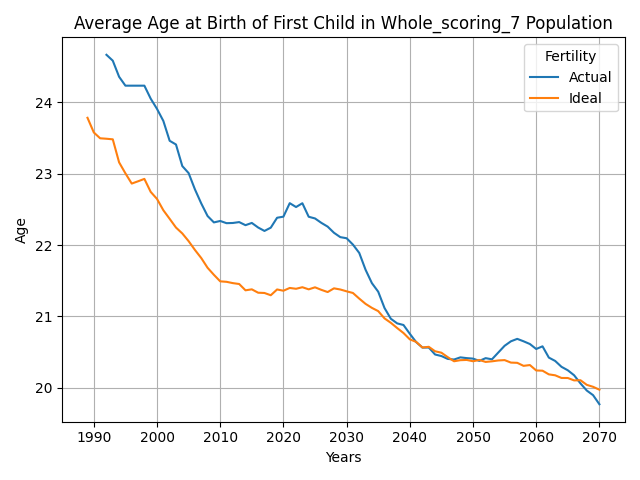 Average Age at Birth of First Child in Whole_scoring_7 Population
Fertility
Actual
Ideal
Age
24
23
22
21
20
1990 2000 2010 2020 2030 2040 2050 2060 2070
Years